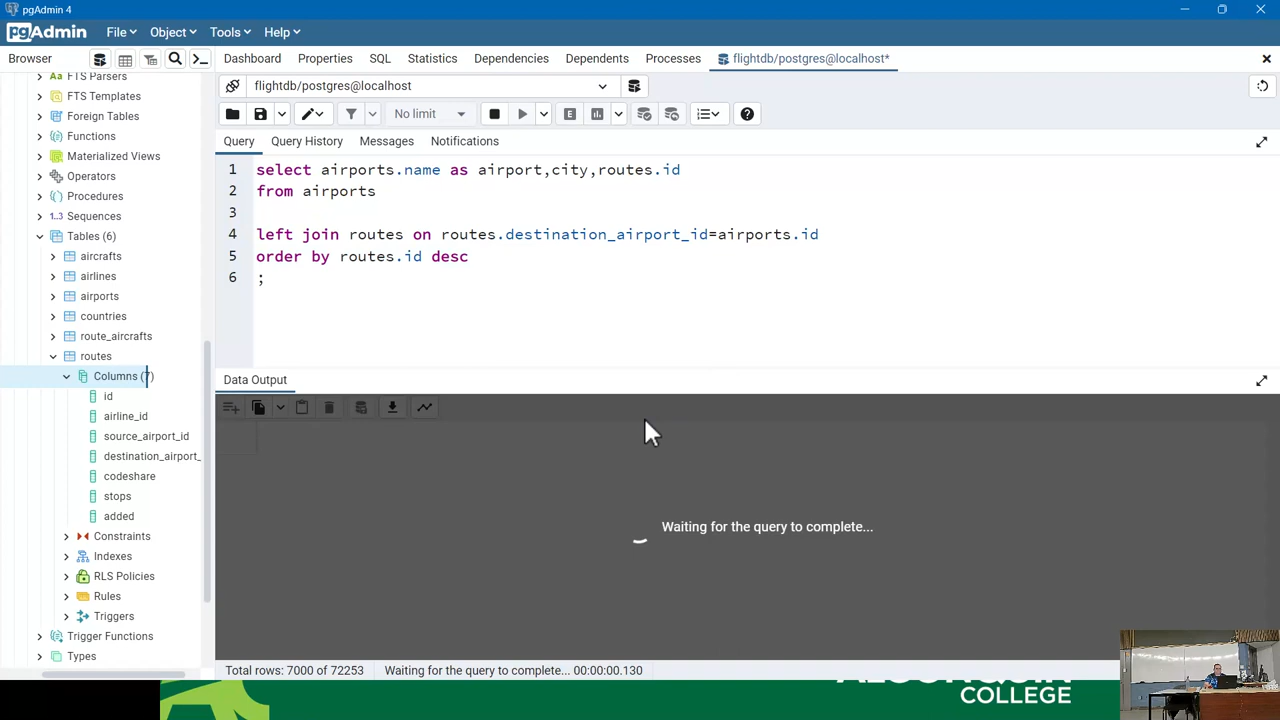 pgAdmin 4
pgAdmin File Object Tools Help
Browser Dashboard Properties SQL Statistics Dependencies Dependents Processes flightdb/postgres@localhost*
FTS Parsers
FTS Templates
Foreign Tables
Functions
Materialized Views
Operators
Procedures
1..3 Sequences
Tables (6)
aircrafts
airlines
airports
countries
route_aircrafts
routes
Columns (7)
id
airline_id
source_airport_id
destination_airport_
codeshare
stops
added
Constraints
Indexes
RLS Policies
Rules
Triggers
Trigger Functions
Types
flightdb/postgres@localhost
No limit
Query Query History Messages Notifications
1 select airports.name as airport,city,routes.id
2 from airports
3
4 left join routes on routes.destination_airport_id=airports.id
5 order by routes.id desc
6 ;
Data Output
Waiting for the query to complete...
Total rows: 7000 of 72253 Waiting for the query to complete... 00:00:00.130
ALGONQUIN
COLLEGE